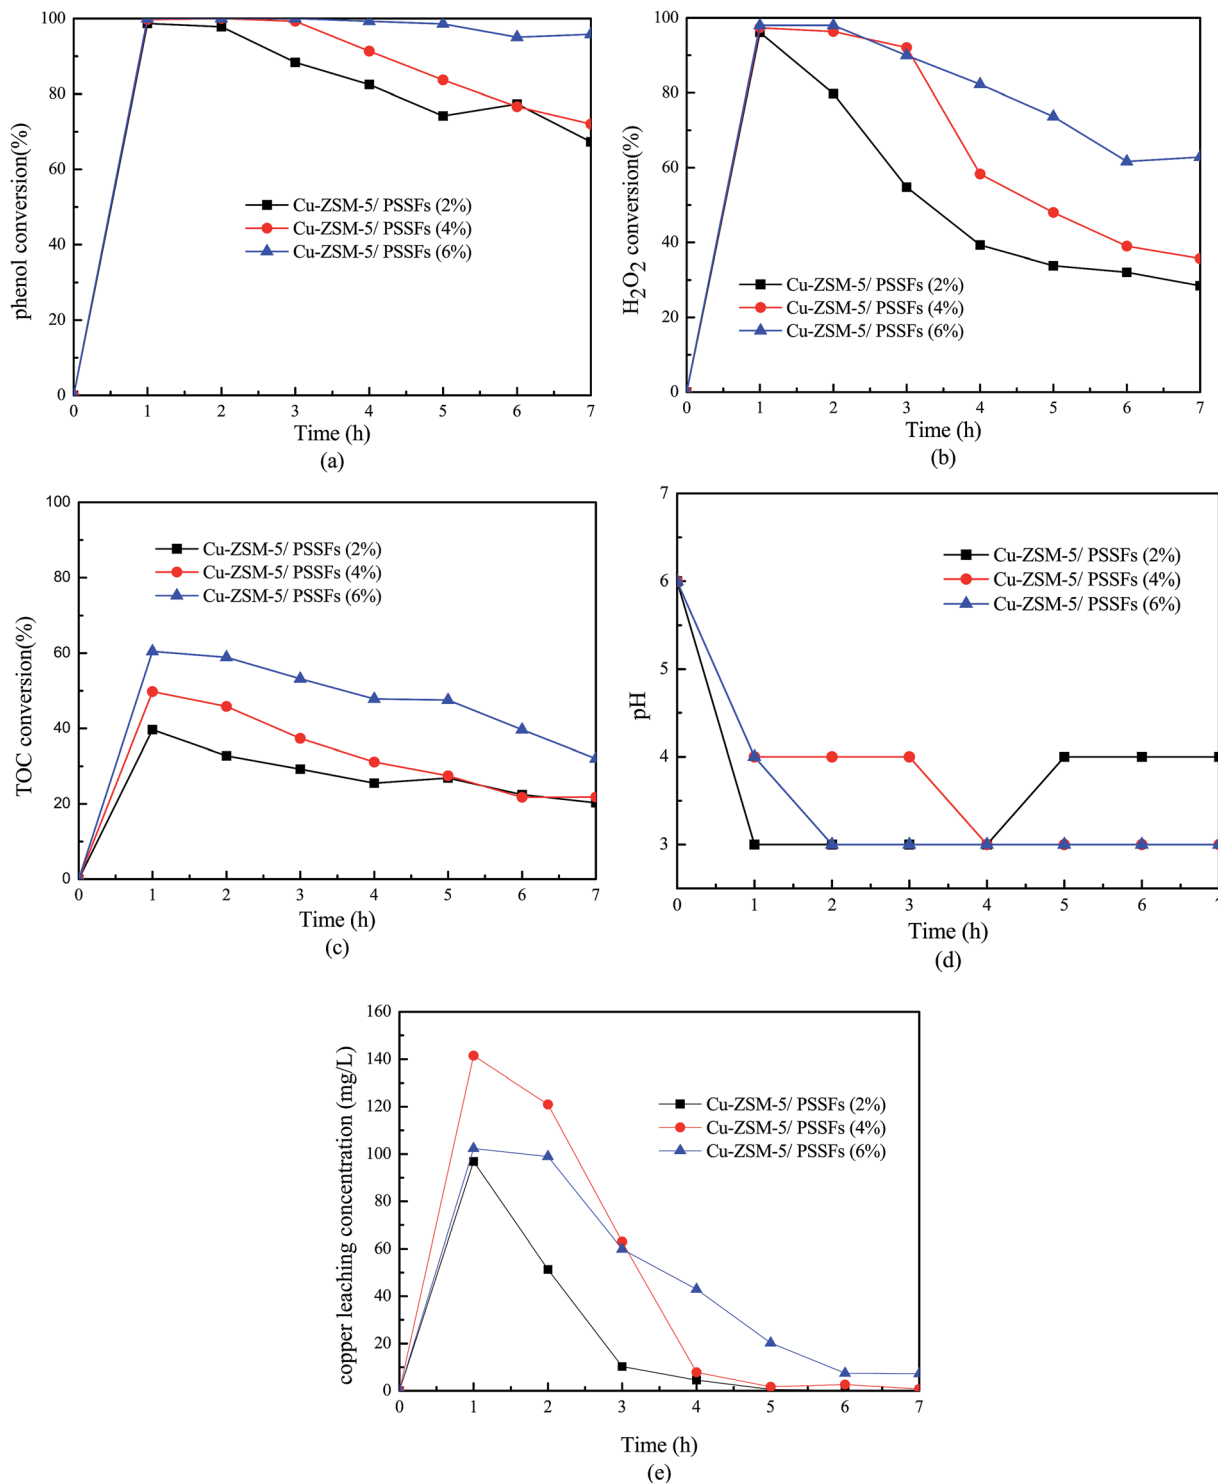 100
80
60
40
20
0
phenol conversion(%)
Cu-ZSM-5/ PSSFs (2%)
Cu-ZSM-5/ PSSFs (4%)
Cu-ZSM-5/ PSSFs (6%)
0 1 2 3 4 5 6 7
Time (h)
(a)
100
80
60
40
20
0
H₂O₂ conversion(%)
Cu-ZSM-5/ PSSFs (2%)
Cu-ZSM-5/ PSSFs (4%)
Cu-ZSM-5/ PSSFs (6%)
0 1 2 3 4 5 6 7
Time (h)
(b)
100
80
60
40
20
0
TOC conversion(%)
Cu-ZSM-5/ PSSFs (2%)
Cu-ZSM-5/ PSSFs (4%)
Cu-ZSM-5/ PSSFs (6%)
0 1 2 3 4 5 6 7
Time (h)
(c)
7
6
5
4
3
pH
Cu-ZSM-5/ PSSFs (2%)
Cu-ZSM-5/ PSSFs (4%)
Cu-ZSM-5/ PSSFs (6%)
0 1 2 3 4 5 6 7
Time (h)
(d)
160
140
120
100
80
60
40
20
0
copper leaching concentration (mg/L)
Cu-ZSM-5/ PSSFs (2%)
Cu-ZSM-5/ PSSFs (4%)
Cu-ZSM-5/ PSSFs (6%)
0 1 2 3 4 5 6 7
Time (h)
(e)